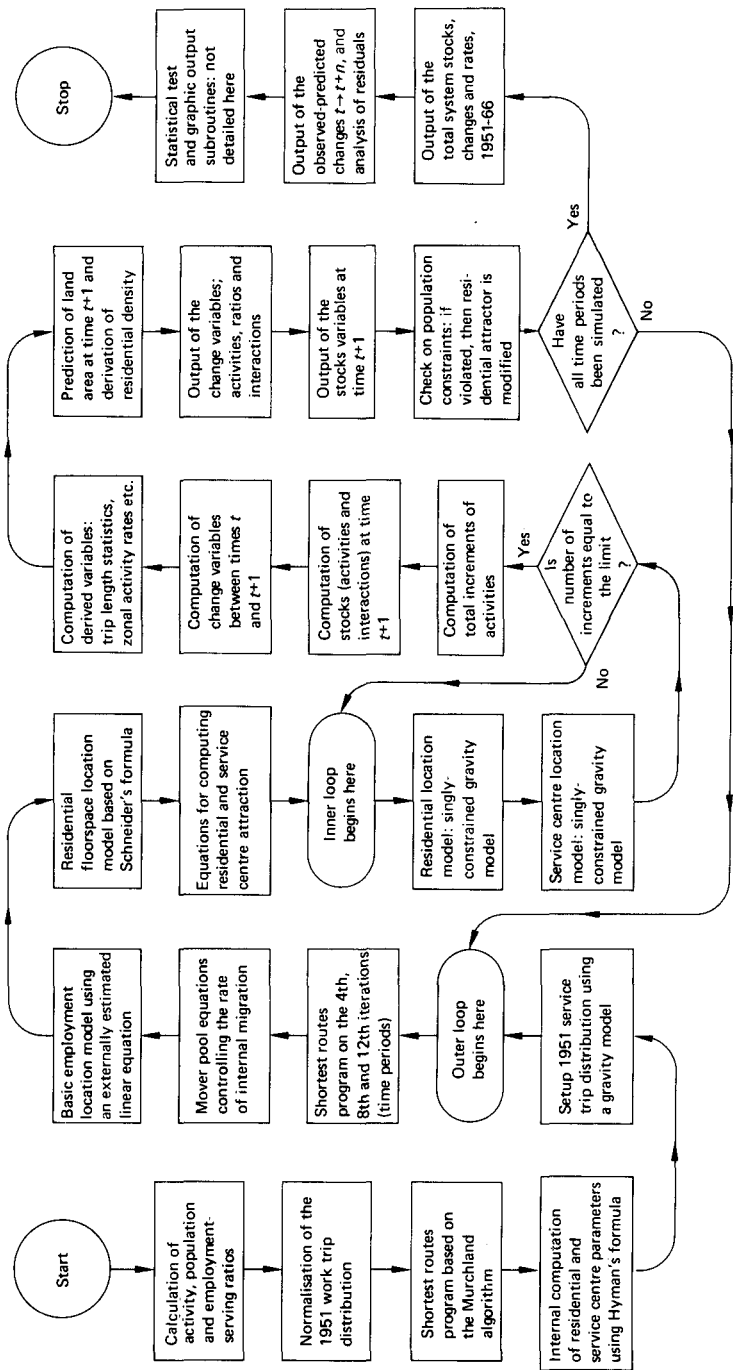 Start
Calculation of
activity, population
and employment-
serving ratios
Normalisation of the
1951 work trip
distribution
Shortest routes
program based on
the Murchland
algorithm
Internal computation
of residential and
service centre parameters
using Hyman's formula
Setup 1951 service
trip distribution using
a gravity model
Outer loop
begins here
Shortest routes
program on the 4th,
8th and 12th iterations
(time periods)
Mover pool equations
controlling the rate
of internal migration
Basic employment
location model using
an externally estimated
linear equation
Residential
floorspace location
model based on
Schneider's formula
Equations for computing
residential and service
centre attraction
Inner loop
begins here
Residential location
model: singly-
constrained gravity
model
Service centre location
model: singly-
constrained gravity
model
Is
number of
increments equal to
the limit
?
No
Yes
Computation of
total increments of
activities
Computation of
stocks (activities and
interactions) at time
t+1
Computation of
change variables
between times t
and t+1
Computation of
derived variables:
trip length statistics,
zonal activity rates etc.
Prediction of land
area at time t+1 and
derivation of
residential density
Output of the
change variables;
activities, ratios and
interactions
Output of the
stocks variables at
time t+1
Check on population
constraints: if
violated, then resi-
dential attractor is
modified
Have
all time periods
been simulated
?
No
Yes
Output of the
total system stocks,
changes and rates,
1951-66
Output of the
observed-predicted
changes t→t+n, and
analysis of residuals
Statistical test
and graphic output
subroutines: not
detailed here
Stop